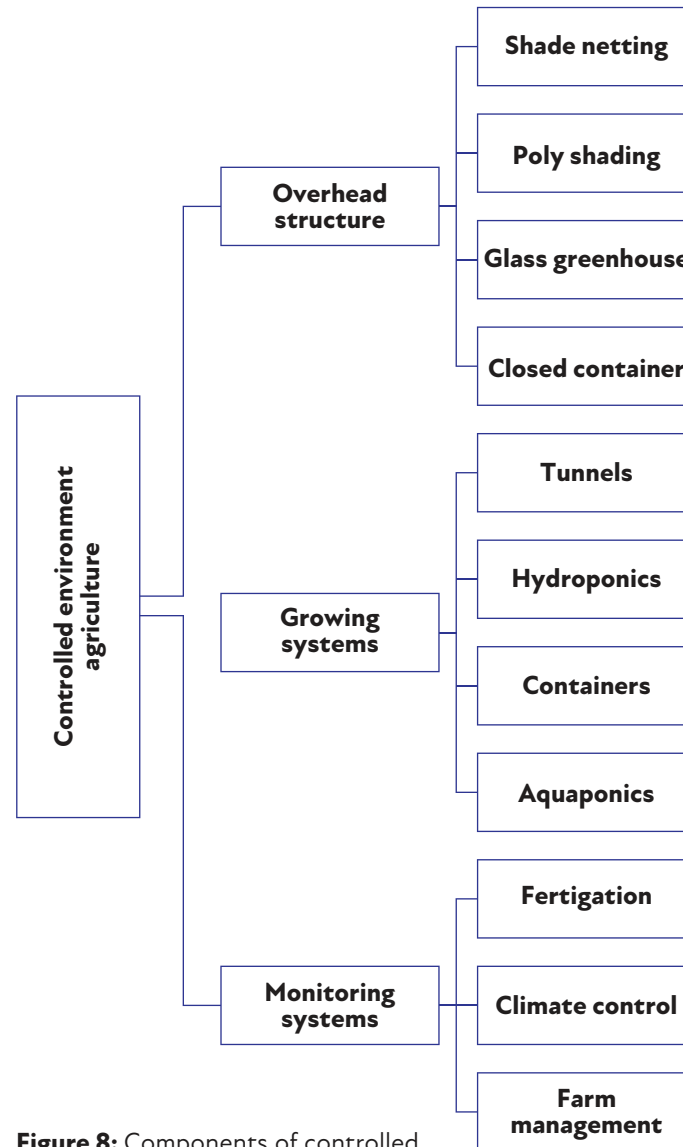 Controlled environment
agriculture
Overhead
structure
Shade netting
Poly shading
Glass greenhouse
Closed container
Growing
systems
Tunnels
Hydroponics
Containers
Aquaponics
Monitoring
systems
Fertigation
Climate control
Farm
management
Figure 8: Components of controlled